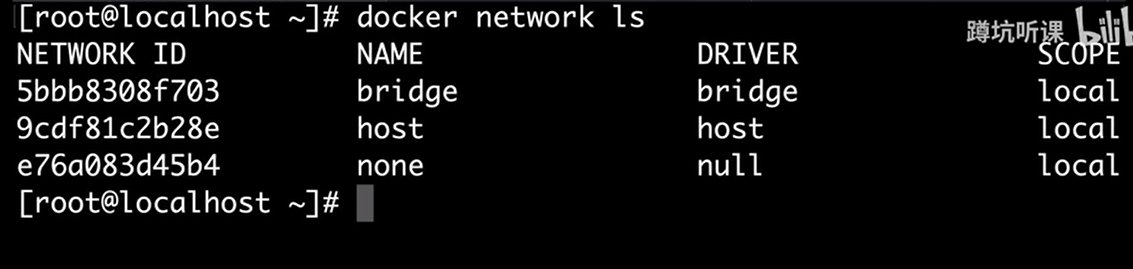 [root@localhost ~]# docker network ls
蹲坑听课 bilib
NETWORK ID NAME DRIVER SCOPE
5bbb8308f703 bridge bridge local
9cdf81c2b28e host host local
e76a083d45b4 none null local
[root@localhost ~]#